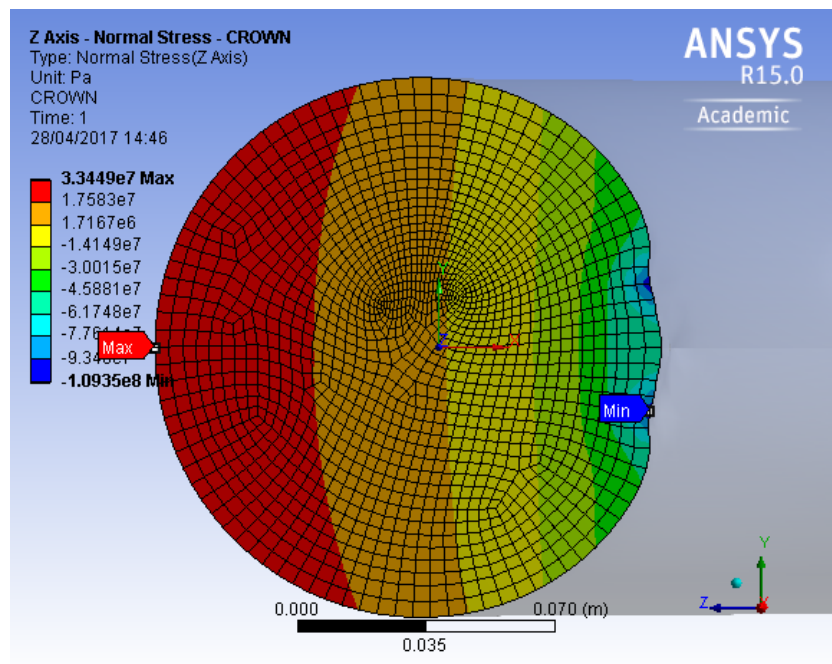 Z Axis - Normal Stress - CROWN
Type: Normal Stress(Z Axis)
Unit: Pa
CROWN
Time: 1
28/04/2017 14:46
ANSYS
R15.0
Academic
3.3449e7 Max
1.7583e7
1.7167e6
-1.4149e7
-3.0015e7
-4.5881e7
-6.1748e7
-1.0935e8 Min
Max
Min
Y
X
Z
0.000
0.070 (m)
0.035
Y
Z
X